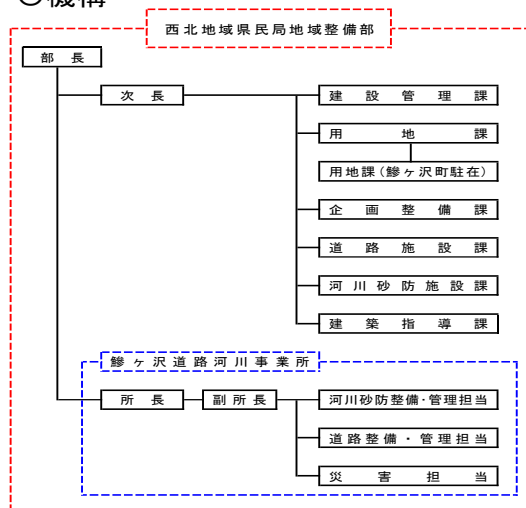 〇機構
西北地域県民局地域整備部
部長
次長
建設管理課
用地課
用地課(鰺ヶ沢町駐在)
企画整備課
道路施設課
河川砂防施設課
建築指導課
鰺ヶ沢道路河川事業所
所長
副所長
河川砂防整備・管理担当
道路整備・管理担当
災害担当